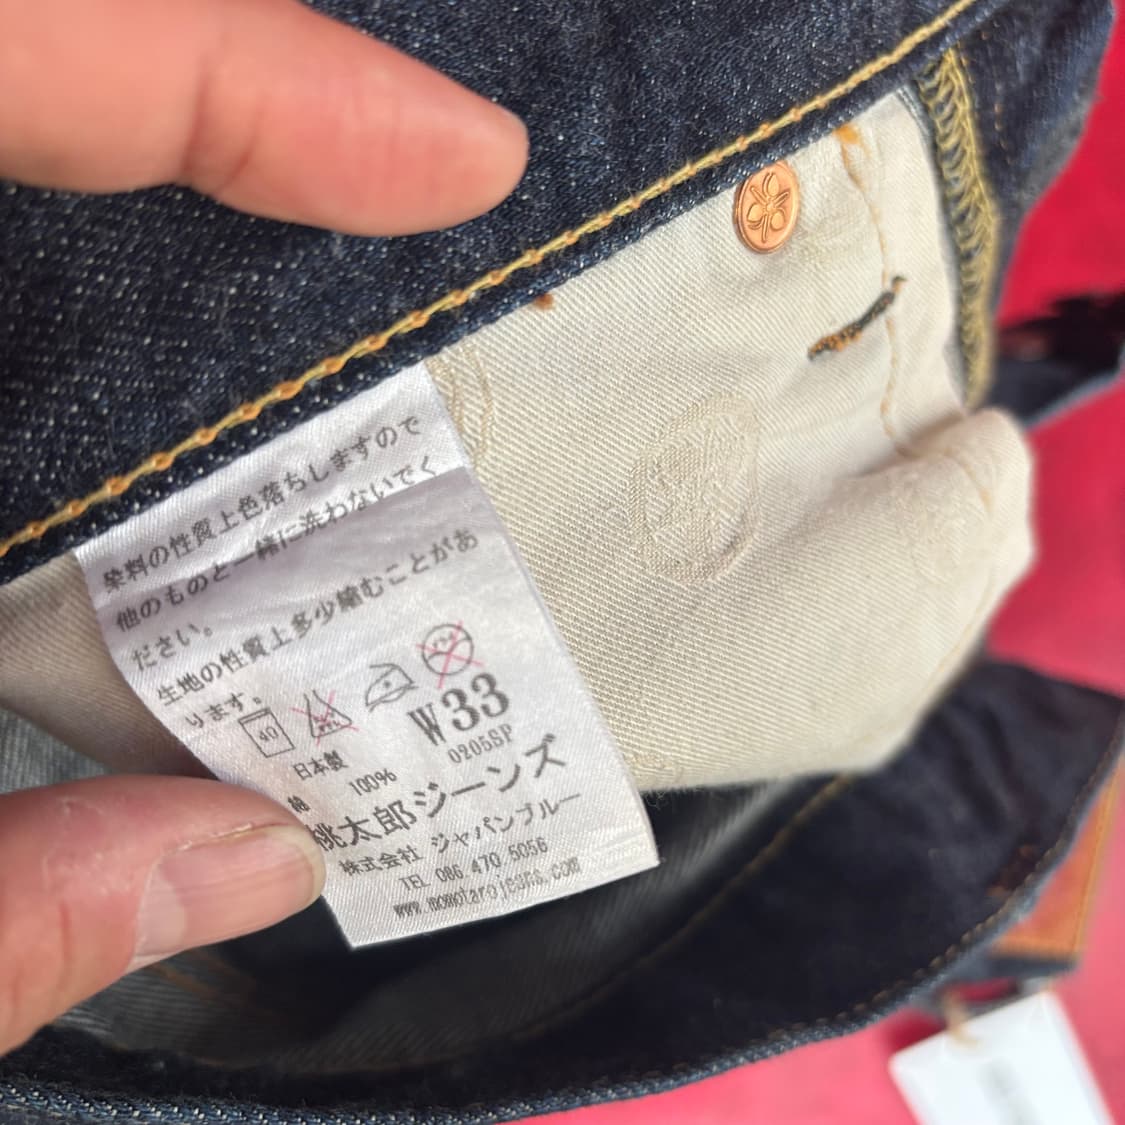 染料の性質上色落ちしますので
他のものと一緒に洗わないでく
ださい。
生地の性質上多少縮むことがあ
ります。
40
W33
日本製
0205SP
綿 100%
桃太郎ジーンズ
株式会社 ジャパンブルー
TEL 086 470 5056
www.momotarojeans.com